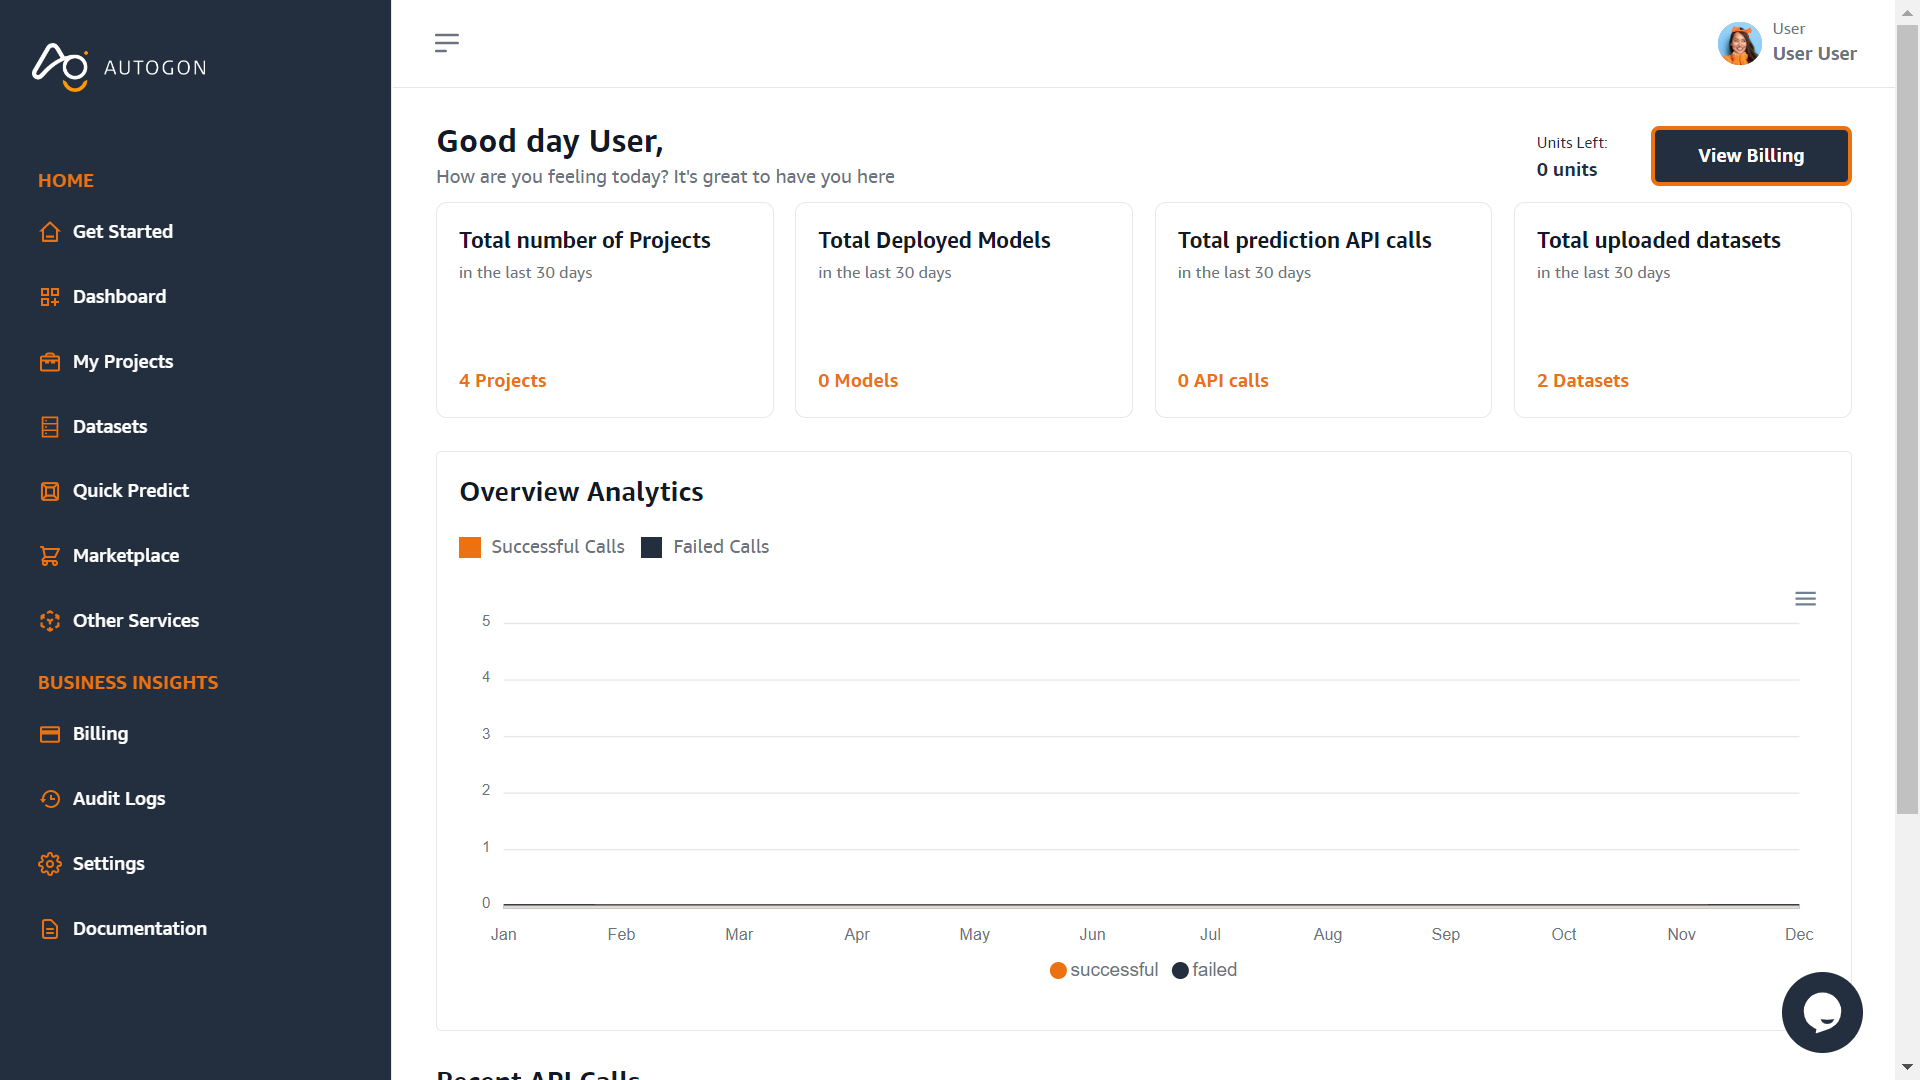 AUTOGON
HOME
Get Started
Dashboard
My Projects
Datasets
Quick Predict
Marketplace
Other Services
BUSINESS INSIGHTS
Billing
Audit Logs
Settings
Documentation
User
User User
Good day User,
How are you feeling today? It's great to have you here
Units Left:
0 units
View Billing
Total number of Projects
in the last 30 days
4 Projects
Total Deployed Models
in the last 30 days
0 Models
Total prediction API calls
in the last 30 days
0 API calls
Total uploaded datasets
in the last 30 days
2 Datasets
Overview Analytics
Successful Calls Failed Calls
5
4
3
2
1
0
Jan Feb Mar Apr May Jun Jul Aug Sep Oct Nov Dec
successful failed
Recent API Calls